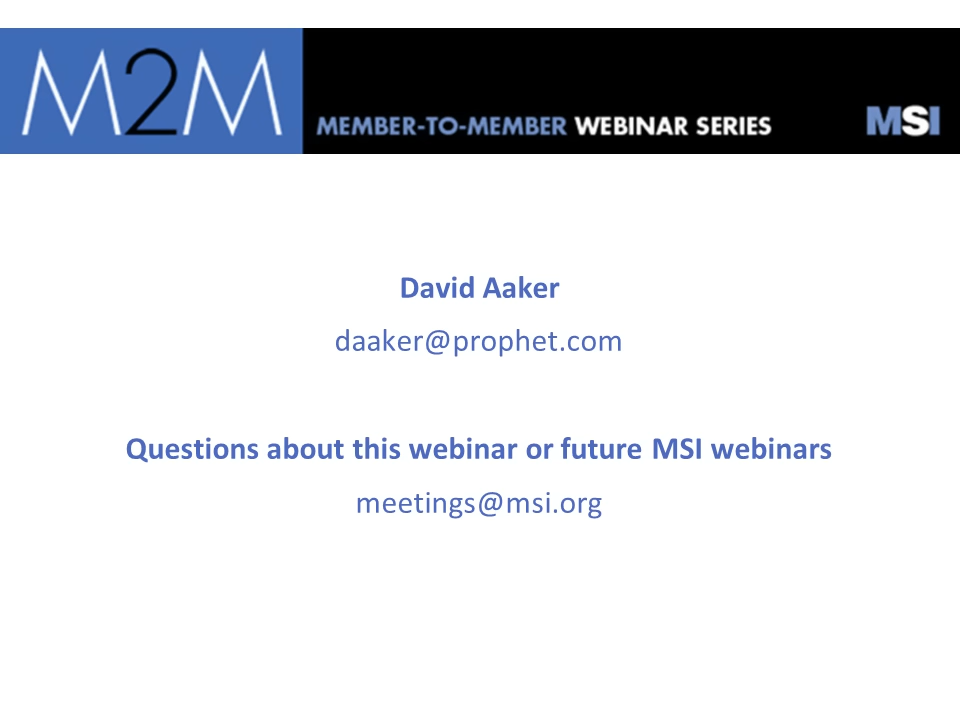 M2M
MEMBER-TO-MEMBER WEBINAR SERIES MSI
David Aaker
daaker@prophet.com
Questions about this webinar or future MSI webinars
meetings@msi.org